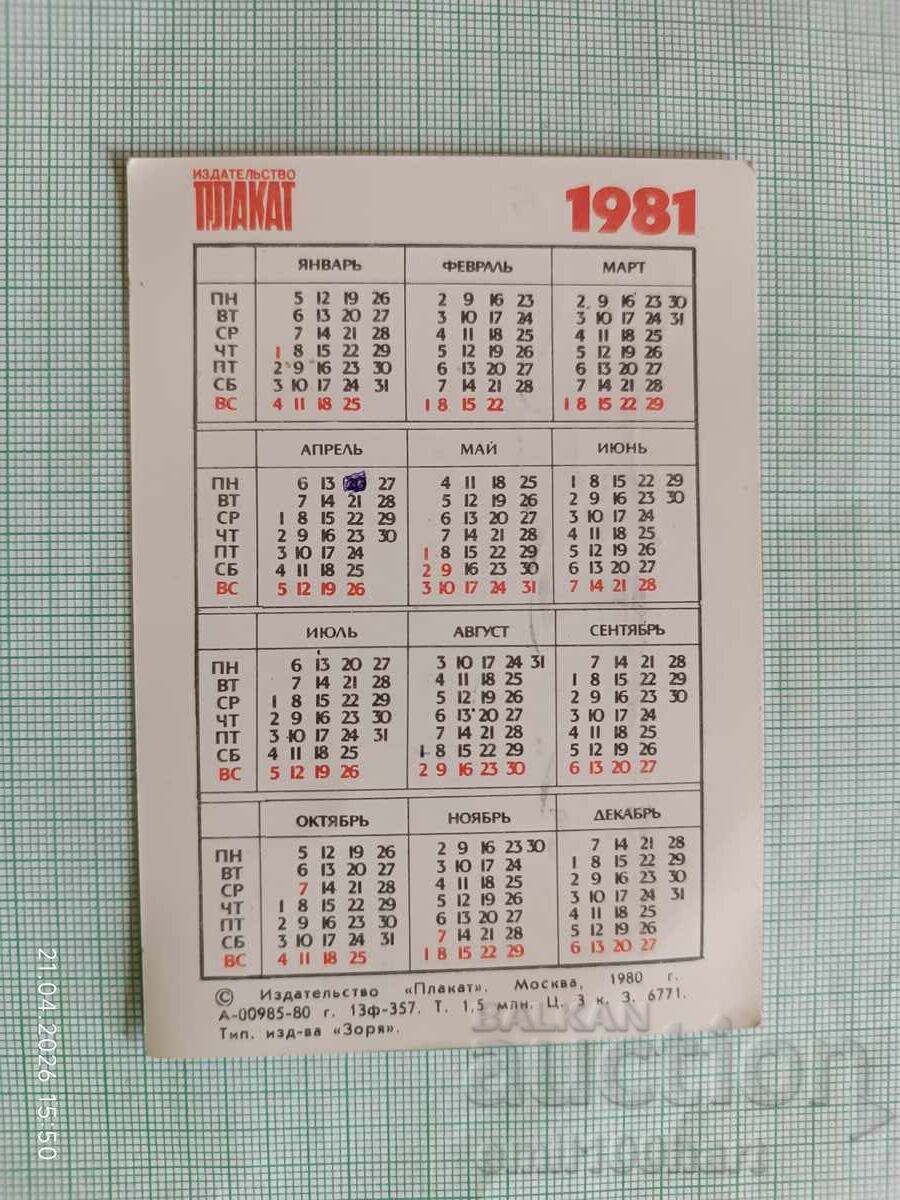 ИЗДАТЕЛЬСТВО
ПЛАКАТ
1981
ЯНВАРЬ ФЕВРАЛЬ МАРТ
ПН 5 12 19 26 2 9 16 23 2 9 16 23 30
ВТ 6 13 20 27 3 10 17 24 3 10 17 24 31
СР 7 14 21 28 4 11 18 25 4 11 18 25
ЧТ 1 8 15 22 29 5 12 19 26 5 12 19 26
ПТ 2 9 16 23 30 6 13 20 27 6 13 20 27
СБ 3 10 17 24 31 7 14 21 28 7 14 21 28
ВС 4 11 18 25 1 8 15 22 1 8 15 22 29
АПРЕЛЬ МАЙ ИЮНЬ
ПН 6 13 20 27 4 11 18 25 1 8 15 22 29
ВТ 7 14 21 28 5 12 19 26 2 9 16 23 30
СР 1 8 15 22 29 6 13 20 27 3 10 17 24
ЧТ 2 9 16 23 30 7 14 21 28 4 11 18 25
ПТ 3 10 17 24 1 8 15 22 29 5 12 19 26
СБ 4 11 18 25 2 9 16 23 30 6 13 20 27
ВС 5 12 19 26 3 10 17 24 31 7 14 21 28
ИЮЛЬ АВГУСТ СЕНТЯБРЬ
ПН 6 13 20 27 3 10 17 24 31 7 14 21 28
ВТ 7 14 21 28 4 11 18 25 1 8 15 22 29
СР 1 8 15 22 29 5 12 19 26 2 9 16 23 30
ЧТ 2 9 16 23 30 6 13 20 27 3 10 17 24
ПТ 3 10 17 24 31 7 14 21 28 4 11 18 25
СБ 4 11 18 25 1 8 15 22 29 5 12 19 26
ВС 5 12 19 26 2 9 16 23 30 6 13 20 27
ОКТЯБРЬ НОЯБРЬ ДЕКАБРЬ
ПН 5 12 19 26 2 9 16 23 30 7 14 21 28
ВТ 6 13 20 27 3 10 17 24 1 8 15 22 29
СР 7 14 21 28 4 11 18 25 2 9 16 23 30
ЧТ 1 8 15 22 29 5 12 19 26 3 10 17 24 31
ПТ 2 9 16 23 30 6 13 20 27 4 11 18 25
СБ 3 10 17 24 31 7 14 21 28 5 12 19 26
ВС 4 11 18 25 1 8 15 22 29 6 13 20 27
© Издательство «Плакат». Москва, 1980 г.
А-00985-80 г. 13ф-357. Т. 1,5 млн. Ц. 3 к. З. 6771.
Тип. изд-ва «Зоря».
BALKAN
auction
emil100hari
21.04.2026 15:50